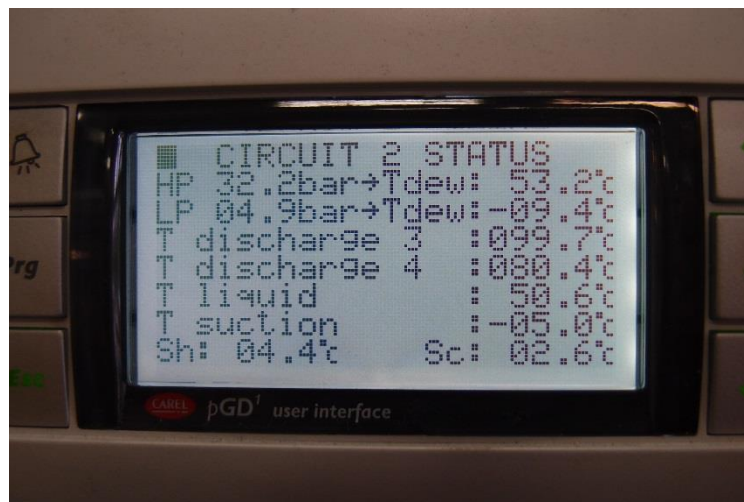 CIRCUIT 2 STATUS
HP 32.2bar→Tdew: 53.2°c
LP 04.9bar→Tdew:-09.4°c
T discharge 3 :099.7°c
T discharge 4 :080.4°c
T liquid : 50.6°c
T suction :-05.0°c
Sh: 04.4°c Sc: 02.6°c
Prg
Esc
CAREL pGD¹ user interface